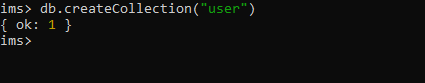 ims> db.createCollection("user")
{ ok: 1 }
ims>